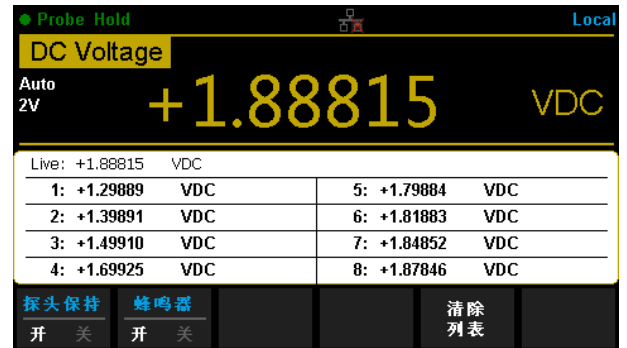 Probe Hold Local
DC Voltage
Auto
2V
+1.88815 VDC
Live: +1.88815 VDC
1: +1.29889 VDC
2: +1.39891 VDC
3: +1.49910 VDC
4: +1.69925 VDC
5: +1.79884 VDC
6: +1.81883 VDC
7: +1.84852 VDC
8: +1.87846 VDC
探头保持
开 关
蜂鸣器
开 关
清除
列表